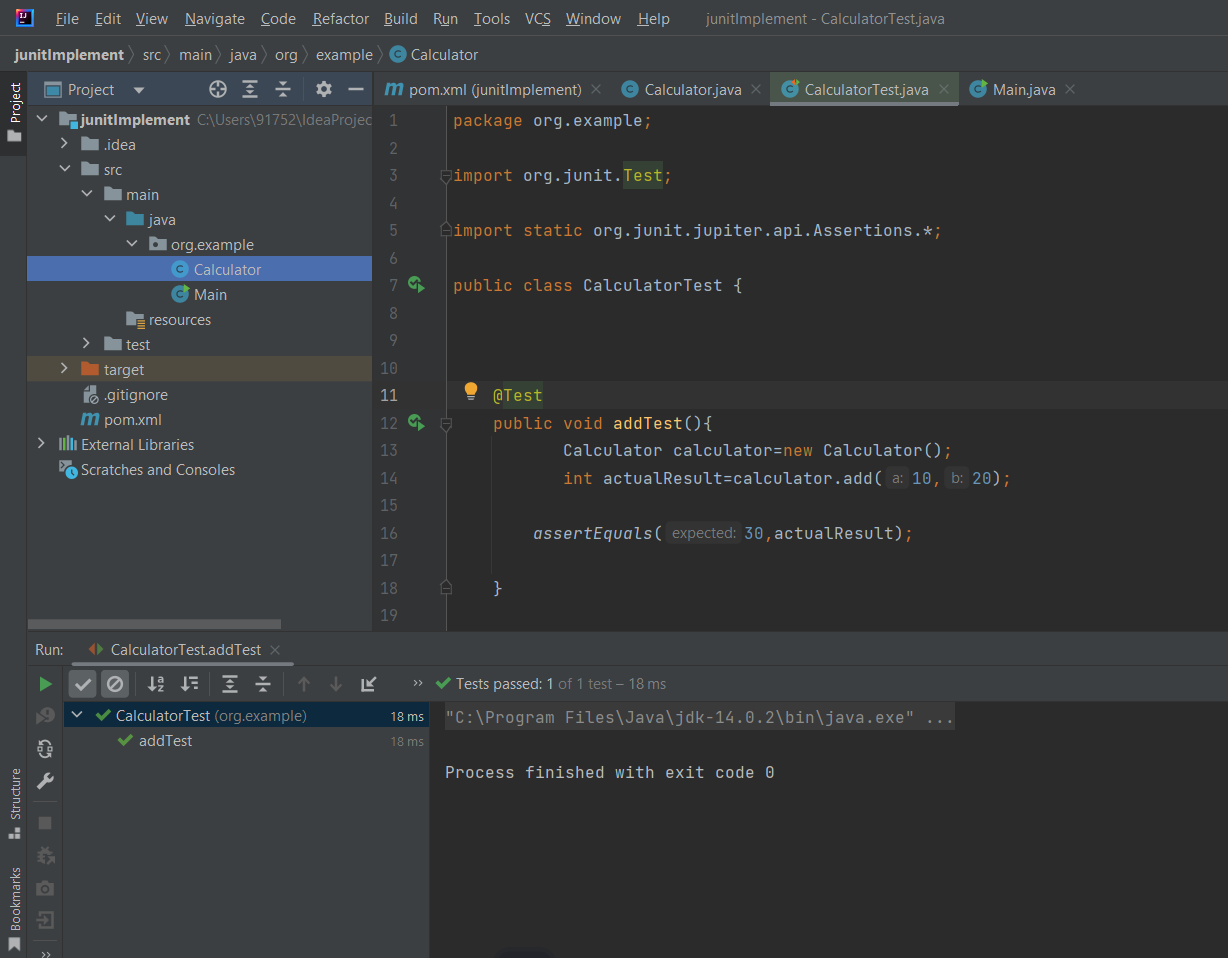 File Edit View Navigate Code Refactor Build Run Tools VCS Window Help junitImplement - CalculatorTest.java
junitImplement src main java org example Calculator
Project
Project
pom.xml (junitImplement) Calculator.java CalculatorTest.java Main.java
junitImplement C:\Users\91752\IdeaProjec
.idea
src
main
java
org.example
Calculator
Main
resources
test
target
.gitignore
pom.xml
External Libraries
Scratches and Consoles
1 package org.example;
2
3 import org.junit.Test;
4
5 import static org.junit.jupiter.api.Assertions.*;
6
7 public class CalculatorTest {
8
9
10
11 @Test
12 public void addTest(){
13 Calculator calculator=new Calculator();
14 int actualResult=calculator.add( a: 10, b: 20);
15
16 assertEquals( expected: 30,actualResult);
17
18 }
19
Run: CalculatorTest.addTest
Tests passed: 1 of 1 test – 18 ms
CalculatorTest (org.example) 18 ms
addTest 18 ms
"C:\Program Files\Java\jdk-14.0.2\bin\java.exe" ...
Process finished with exit code 0
Structure
Bookmarks